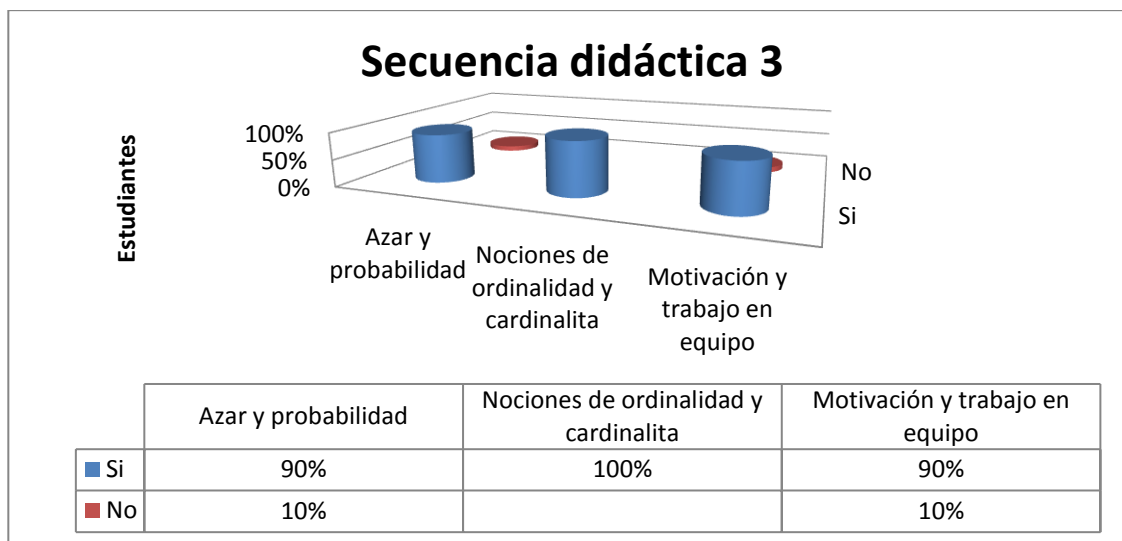 Secuencia didáctica 3
Estudiantes
100%
50%
0%
No
Si
Azar y
probabilidad
Nociones de
ordinalidad y
cardinalita
Motivación y
trabajo en
equipo
Azar y probabilidad
Nociones de ordinalidad y
cardinalita
Motivación y trabajo en
equipo
Si 90% 100% 90%
No 10% 10%